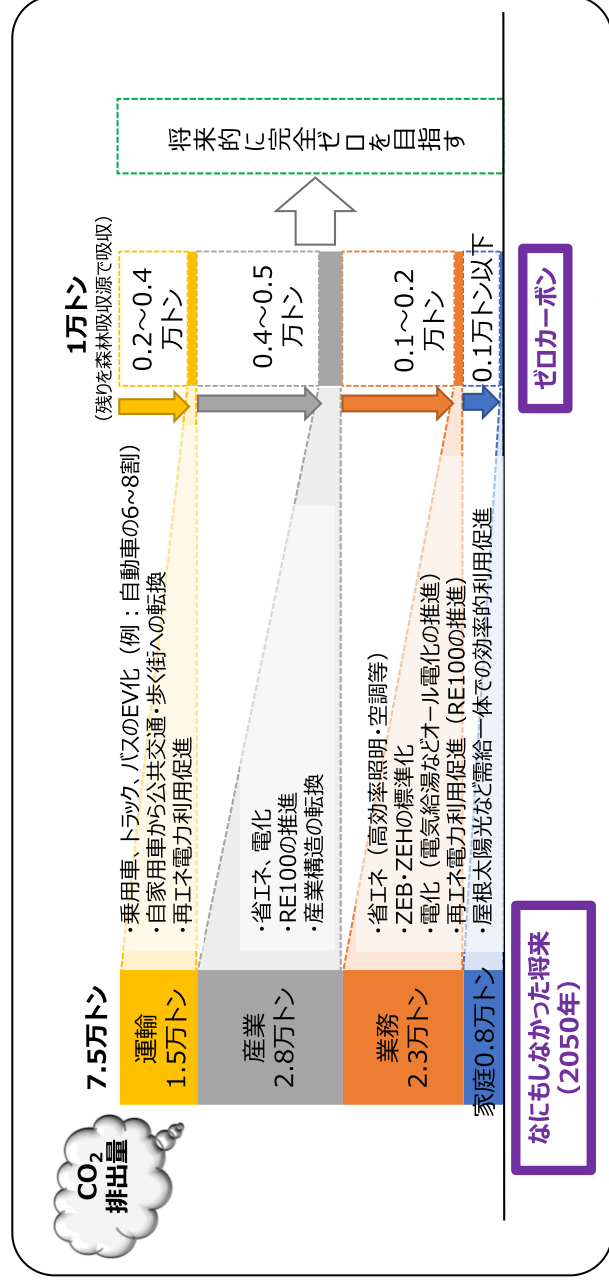 CO2
排出量
7.5万トン
運輸
1.5万トン
産業
2.8万トン
業務
2.3万トン
家庭0.8万トン
なにもしなかった将来
(2050年)
・乗用車、トラック、バスのEV化（例：自動車の6~8割）
・自家用車から公共交通・歩く街への転換
・再エネ電力利用促進
・省エネ、電化
・RE100の推進
・産業構造の転換
・省エネ（高効率照明・空調等）
・ZEB・ZEHの標準化
・電化（電気給湯などオール電化の推進）
・再エネ電力利用促進（RE100の推進）
・屋根太陽光など需給一体での効率的利用促進
1万トン
（残りを森林吸収源で吸収）
0.2～0.4
万トン
0.4～0.5
万トン
0.1～0.2
万トン
0.1万トン以下
ゼロカーボン
将来的に完全ゼロを目指す